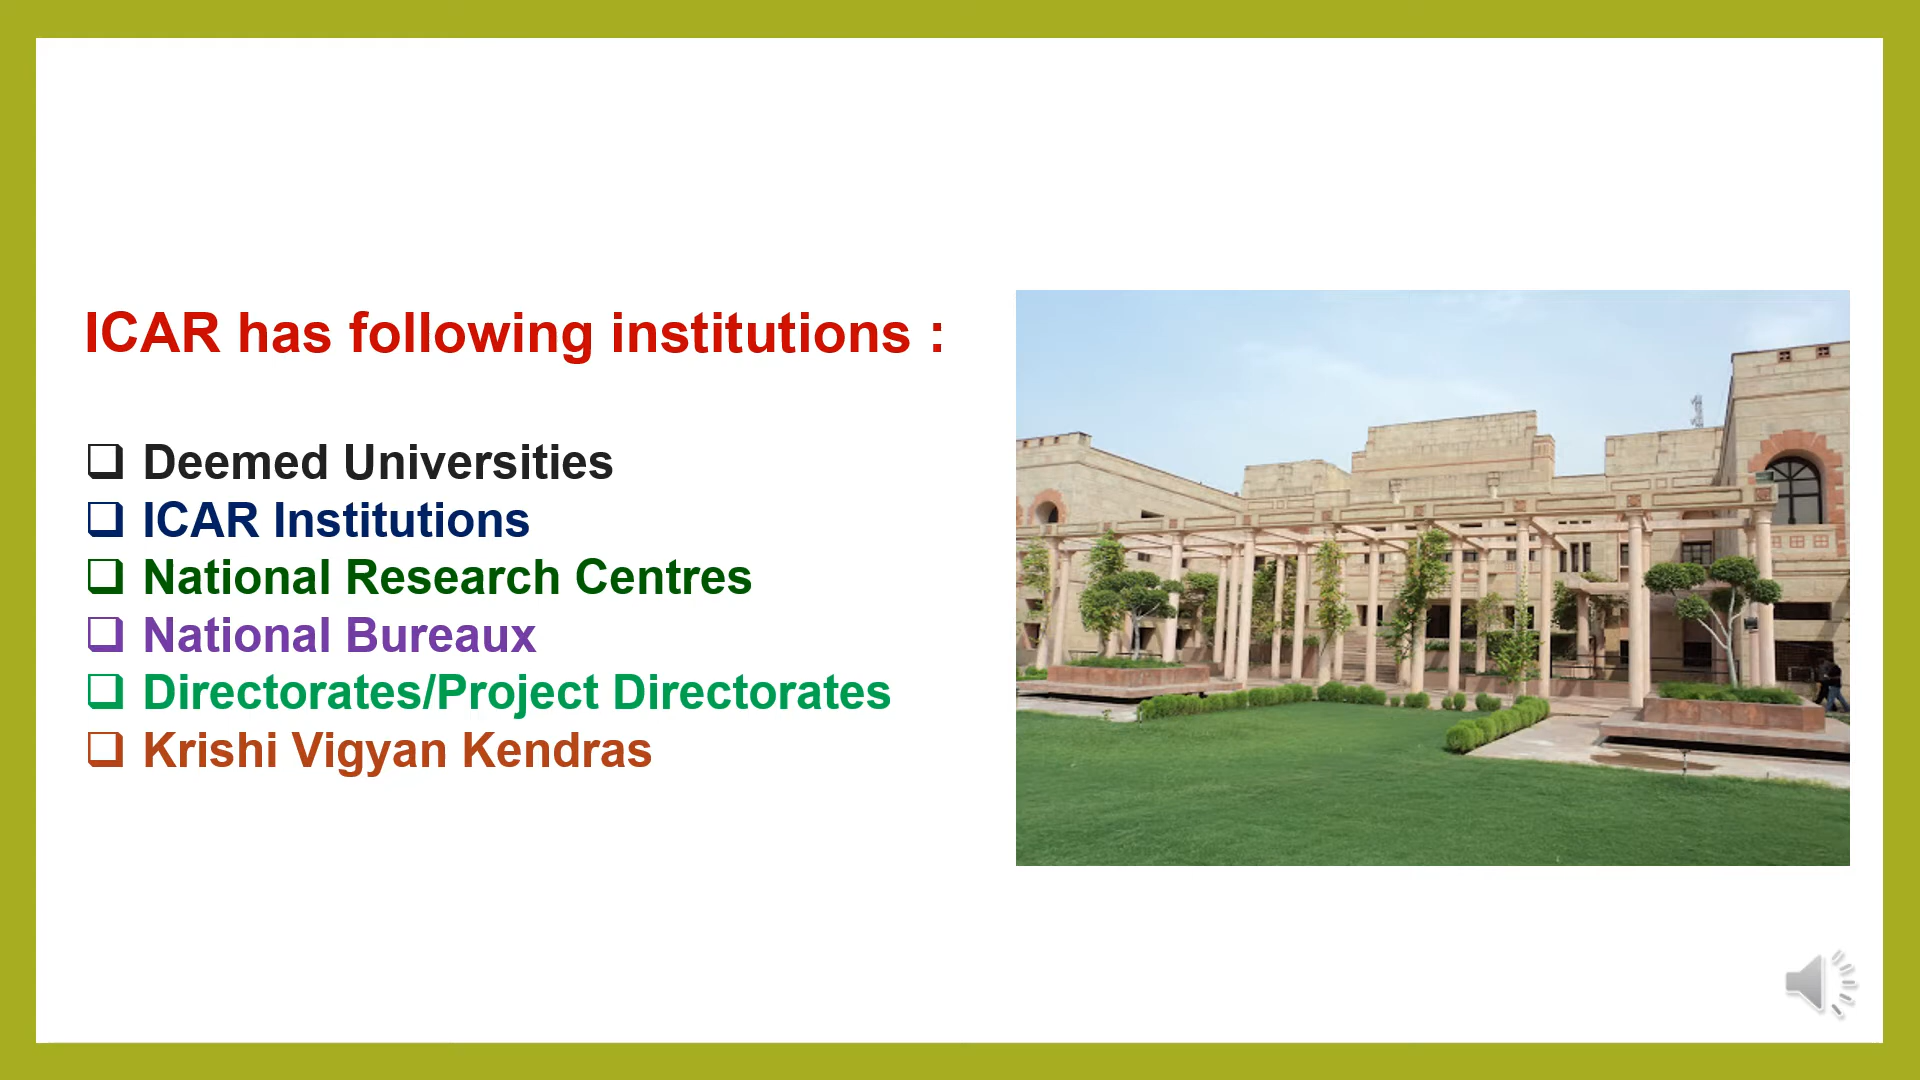 ICAR has following institutions :
❑ Deemed Universities
❑ ICAR Institutions
❑ National Research Centres
❑ National Bureaux
❑ Directorates/Project Directorates
❑ Krishi Vigyan Kendras